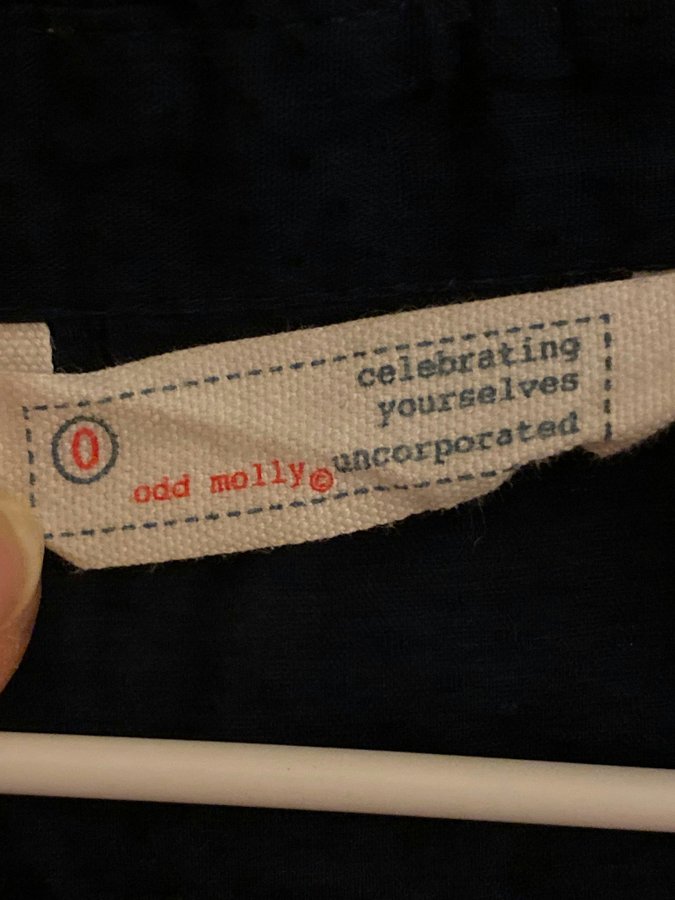 celebrating
yourselves
uncorporated
0
odd molly©